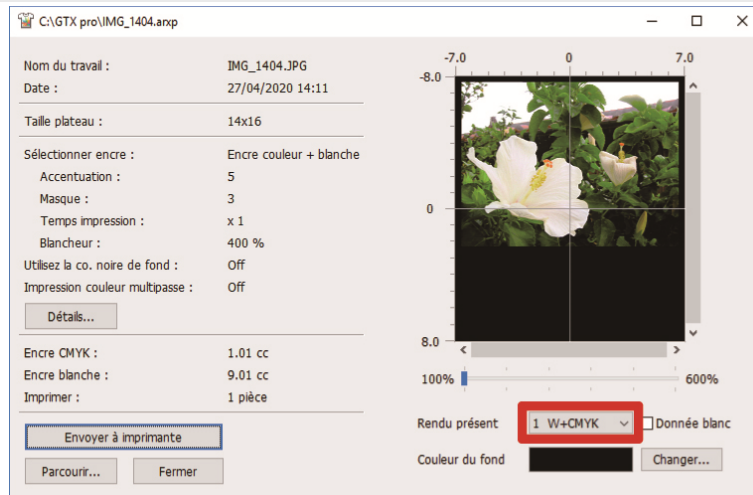 C:\GTX pro\IMG_1404.arxp
Nom du travail : IMG_1404.JPG
Date : 27/04/2020 14:11
Taille plateau : 14x16
Sélectionner encre : Encre couleur + blanche
Accentuation : 5
Masque : 3
Temps impression : x 1
Blancheur : 400 %
Utilisez la co. noire de fond : Off
Impression couleur multipasse : Off
Détails...
Encre CMYK : 1.01 cc
Encre blanche : 9.01 cc
Imprimer : 1 pièce
Envoyer à imprimante
Parcourir... Fermer
-7.0 0 7.0
-8.0
0
8.0
100% 600%
Rendu présent 1 W+CMYK Donnée blanc
Couleur du fond Changer...